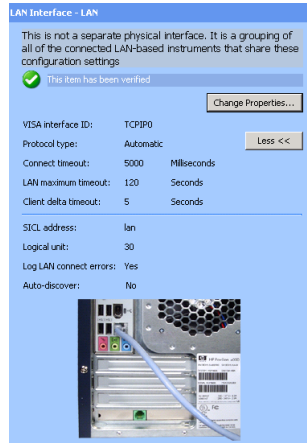 LAN Interface - LAN
This is not a separate physical interface. It is a grouping of
all of the connected LAN-based instruments that share these
configuration settings
This item has been verified
Change Properties...
VISA interface ID: TCPIP0
Protocol type: Automatic
Less <<
Connect timeout: 5000 Milliseconds
LAN maximum timeout: 120 Seconds
Client delta timeout: 5 Seconds
SICL address: lan
Logical unit: 30
Log LAN connect errors: Yes
Auto-discover: No